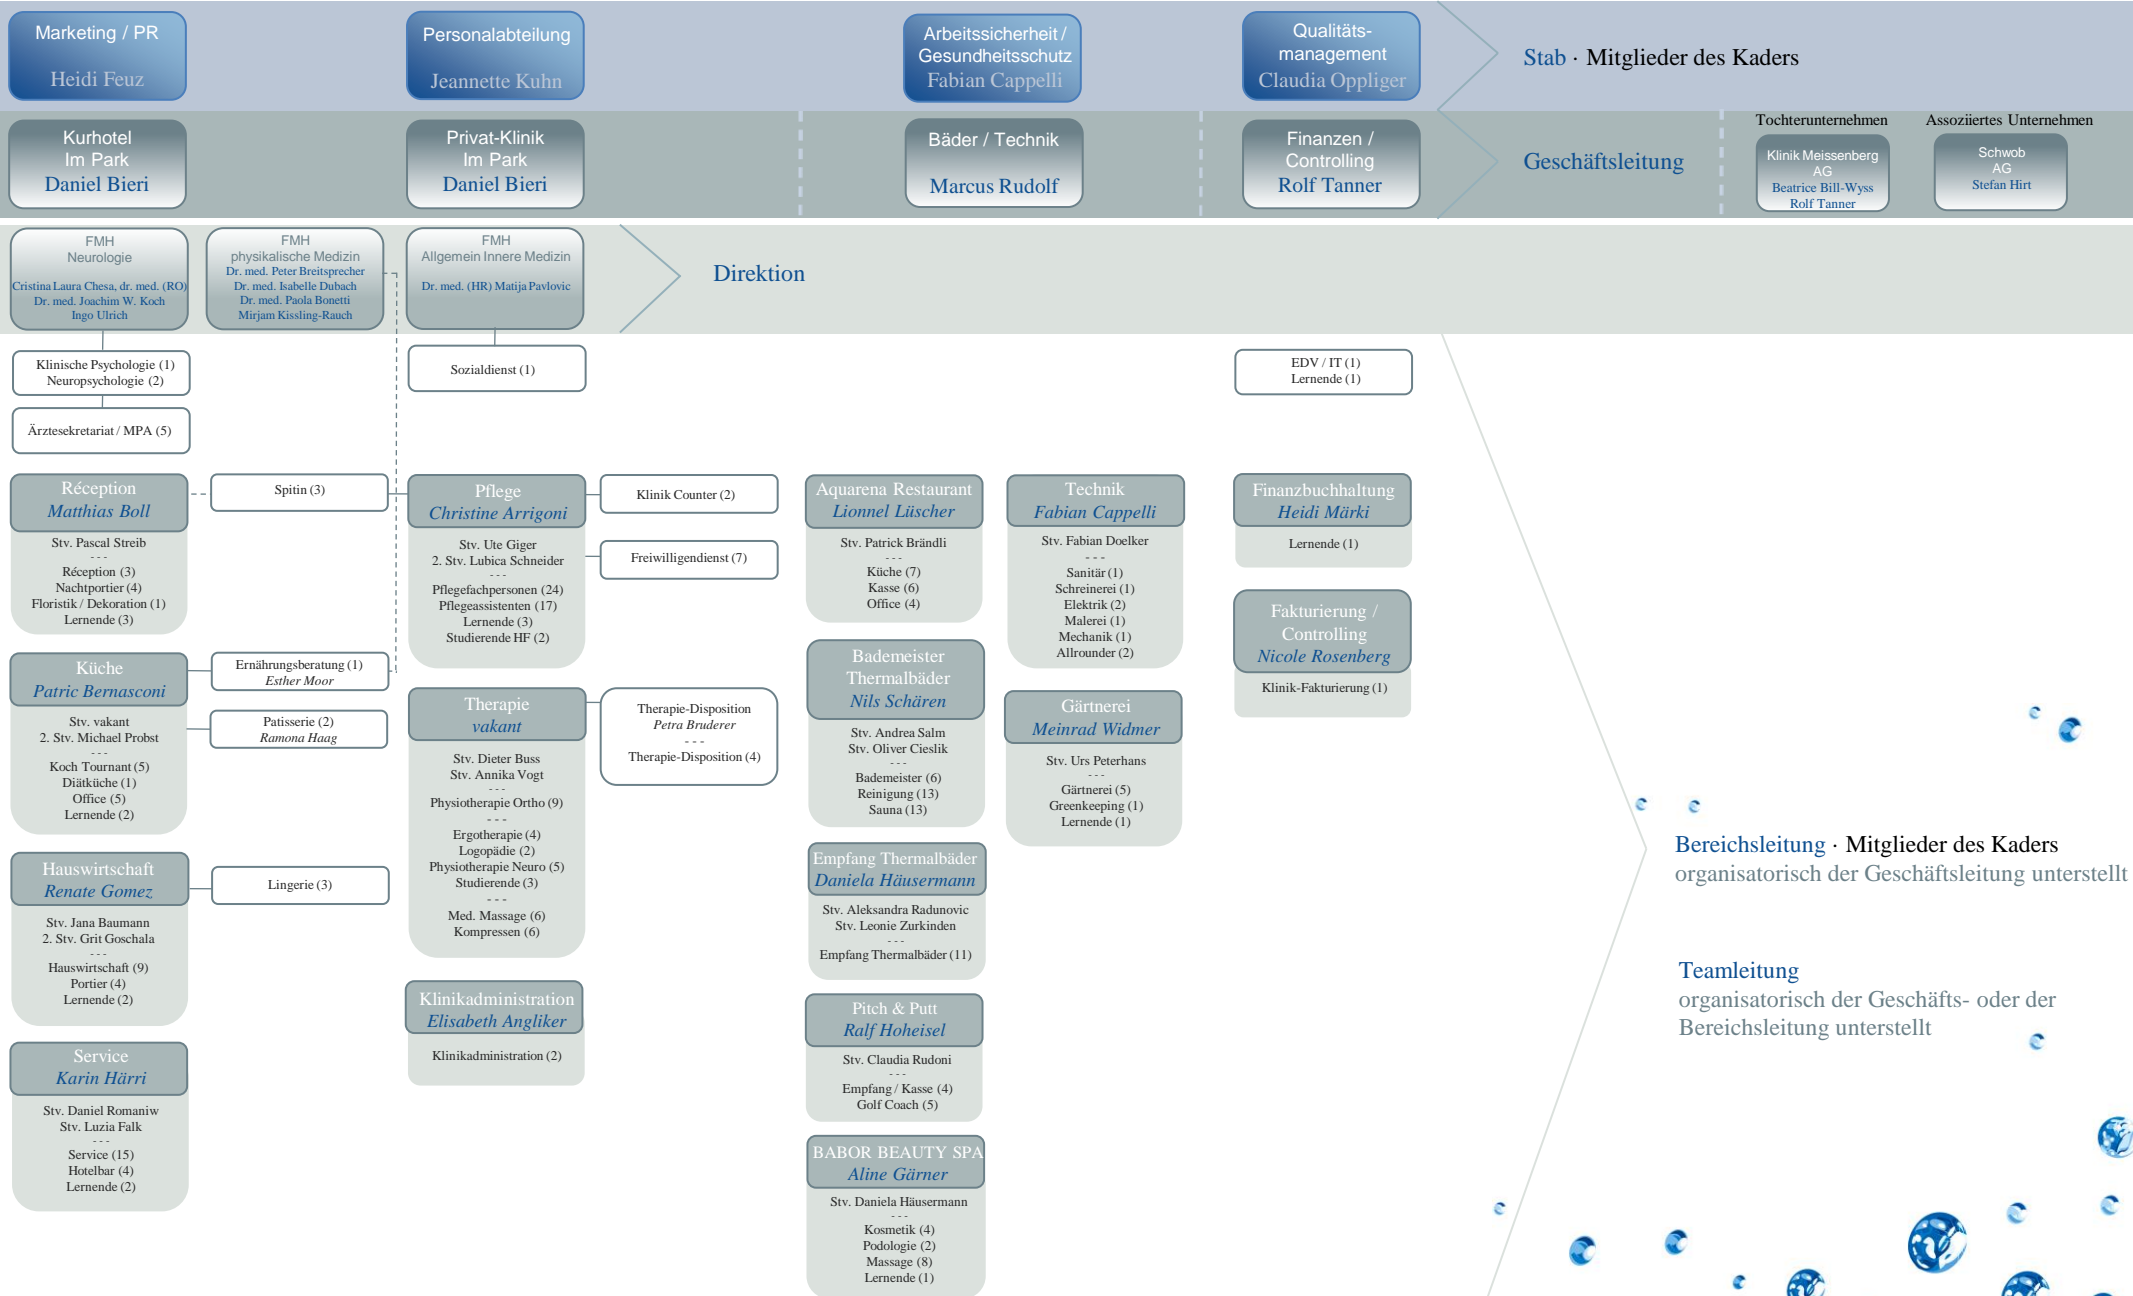 Marketing / PR
Heidi Feuz
Personalabteilung
Jeannette Kuhn
Arbeitssicherheit /
Gesundheitsschutz
Fabian Cappelli
Qualitäts-
management
Claudia Oppliger
Stab · Mitglieder des Kaders
Kurhotel
Im Park
Daniel Bieri
Privat-Klinik
Im Park
Daniel Bieri
Bäder / Technik
Marcus Rudolf
Finanzen /
Controlling
Rolf Tanner
Geschäftsleitung
Tochterunternehmen
Klinik Meissenberg
AG
Beatrice Bill-Wyss
Rolf Tanner
Assoziiertes Unternehmen
Schwob
AG
Stefan Hirt
FMH
Neurologie
Cristina Laura Chesa, dr. med. (RO)
Dr. med. Joachim W. Koch
Ingo Ulrich
FMH
physikalische Medizin
Dr. med. Peter Breitsprecher
Dr. med. Isabelle Dubach
Dr. med. Paola Bonetti
Mirjam Kissling-Rauch
FMH
Allgemein Innere Medizin
Dr. med. (HR) Matija Pavlovic
Direktion
Klinische Psychologie (1)
Neuropsychologie (2)
Ärztesekretariat / MPA (5)
Sozialdienst (1)
EDV / IT (1)
Lernende (1)
Réception
Matthias Boll
Stv. Pascal Streib
- - -
Réception (3)
Nachtportier (4)
Floristik / Dekoration (1)
Lernende (3)
Spitin (3)
Küche
Patric Bernasconi
Stv. vakant
2. Stv. Michael Probst
- - -
Koch Tournant (5)
Diätküche (1)
Office (5)
Lernende (2)
Ernährungsberatung (1)
Esther Moor
Patisserie (2)
Ramona Haag
Hauswirtschaft
Renate Gomez
Stv. Jana Baumann
2. Stv. Grit Goschala
- - -
Hauswirtschaft (9)
Portier (4)
Lernende (2)
Lingerie (3)
Service
Karin Härri
Stv. Daniel Romaniw
Stv. Luzia Falk
- - -
Service (15)
Hotelbar (4)
Lernende (2)
Pflege
Christine Arrigoni
Stv. Ute Giger
2. Stv. Lubica Schneider
- - -
Pflegefachpersonen (24)
Pflegeassistenten (17)
Lernende (3)
Studierende HF (2)
Klinik Counter (2)
Freiwilligendienst (7)
Therapie
vakant
Stv. Dieter Buss
Stv. Annika Vogt
- - -
Physiotherapie Ortho (9)
- - -
Ergotherapie (4)
Logopädie (2)
Physiotherapie Neuro (5)
Studierende (3)
- - -
Med. Massage (6)
Kompressen (6)
Therapie-Disposition
Petra Bruderer
- - -
Therapie-Disposition (4)
Klinikadministration
Elisabeth Angliker
Klinikadministration (2)
Aquarena Restaurant
Lionnel Lüscher
Stv. Patrick Brändli
- - -
Küche (7)
Kasse (6)
Office (4)
Bademeister
Thermalbäder
Nils Schären
Stv. Andrea Salm
Stv. Oliver Cieslik
- - -
Bademeister (6)
Reinigung (13)
Sauna (13)
Empfang Thermalbäder
Daniela Häusermann
Stv. Aleksandra Radunovic
Stv. Leonie Zurkinden
- - -
Empfang Thermalbäder (11)
Pitch & Putt
Ralf Hoheisel
Stv. Claudia Rudoni
- - -
Empfang / Kasse (4)
Golf Coach (5)
BABOR BEAUTY SPA
Aline Gärner
Stv. Daniela Häusermann
- - -
Kosmetik (4)
Podologie (2)
Massage (8)
Lernende (1)
Technik
Fabian Cappelli
Stv. Fabian Doelker
- - -
Sanitär (1)
Schreinerei (1)
Elektrik (2)
Malerei (1)
Mechanik (1)
Allrounder (2)
Gärtnerei
Meinrad Widmer
Stv. Urs Peterhans
- - -
Gärtnerei (5)
Greenkeeping (1)
Lernende (1)
Finanzbuchhaltung
Heidi Märki
Lernende (1)
Fakturierung /
Controlling
Nicole Rosenberg
Klinik-Fakturierung (1)
Bereichsleitung · Mitglieder des Kaders
organisatorisch der Geschäftsleitung unterstellt
Teamleitung
organisatorisch der Geschäfts- oder der
Bereichsleitung unterstellt